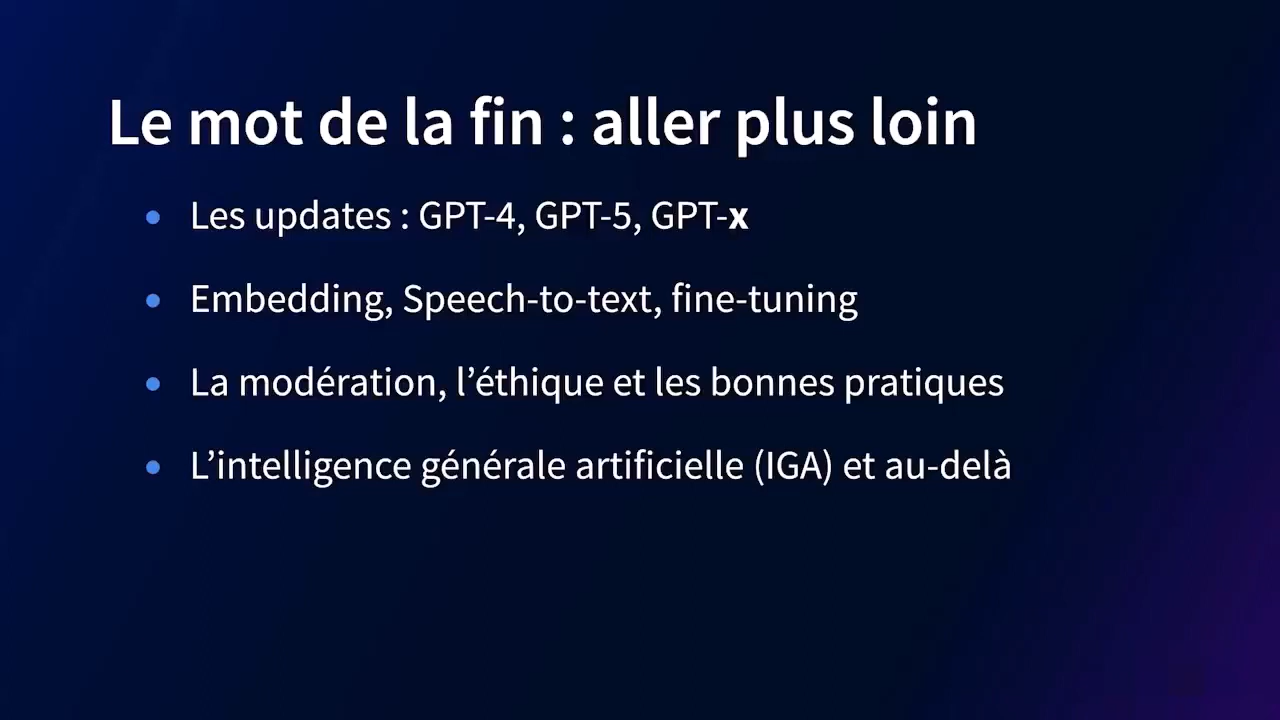 Le mot de la fin : aller plus loin
Les updates : GPT-4, GPT-5, GPT-x
Embedding, Speech-to-text, fine-tuning
La modération, l’éthique et les bonnes pratiques
L’intelligence générale artificielle (IGA) et au-delà